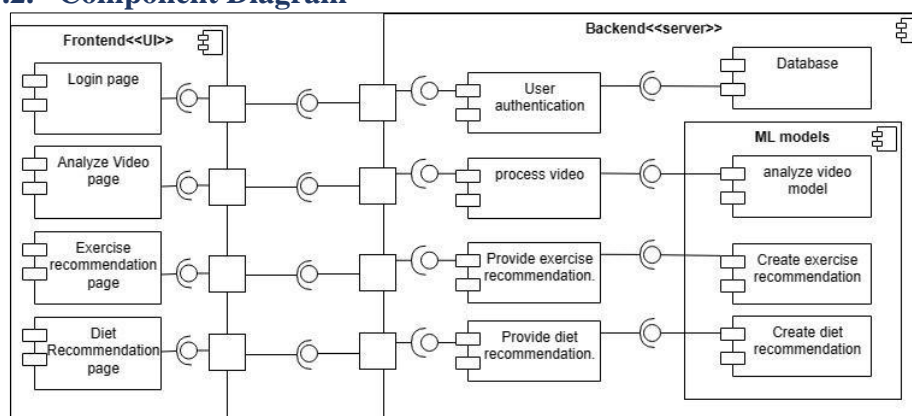 .2. Component Diagram
Frontend<<UI>>
Backend<<server>>
Login page
User
authentication
Database
ML models
Analyze Video
page
process video
analyze video
model
Exercise
recommendation
page
Provide exercise
recommendation.
Create exercise
recommendation
Diet
Recommendation
page
Provide diet
recommendation.
Create diet
recommendation